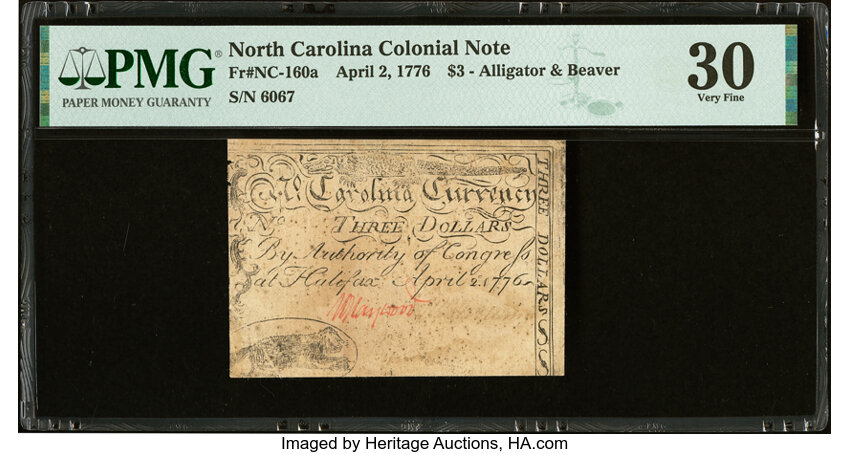 PMG®
PAPER MONEY GUARANTY
North Carolina Colonial Note
Fr#NC-160a April 2, 1776 $3 - Alligator & Beaver
S/N 6067
30
Very Fine
N Carolina Currency
No
THREE DOLLARS
By Authority of Congress
at Halifax April 2. 1776
THREE DOLLARS
Imaged by Heritage Auctions, HA.com